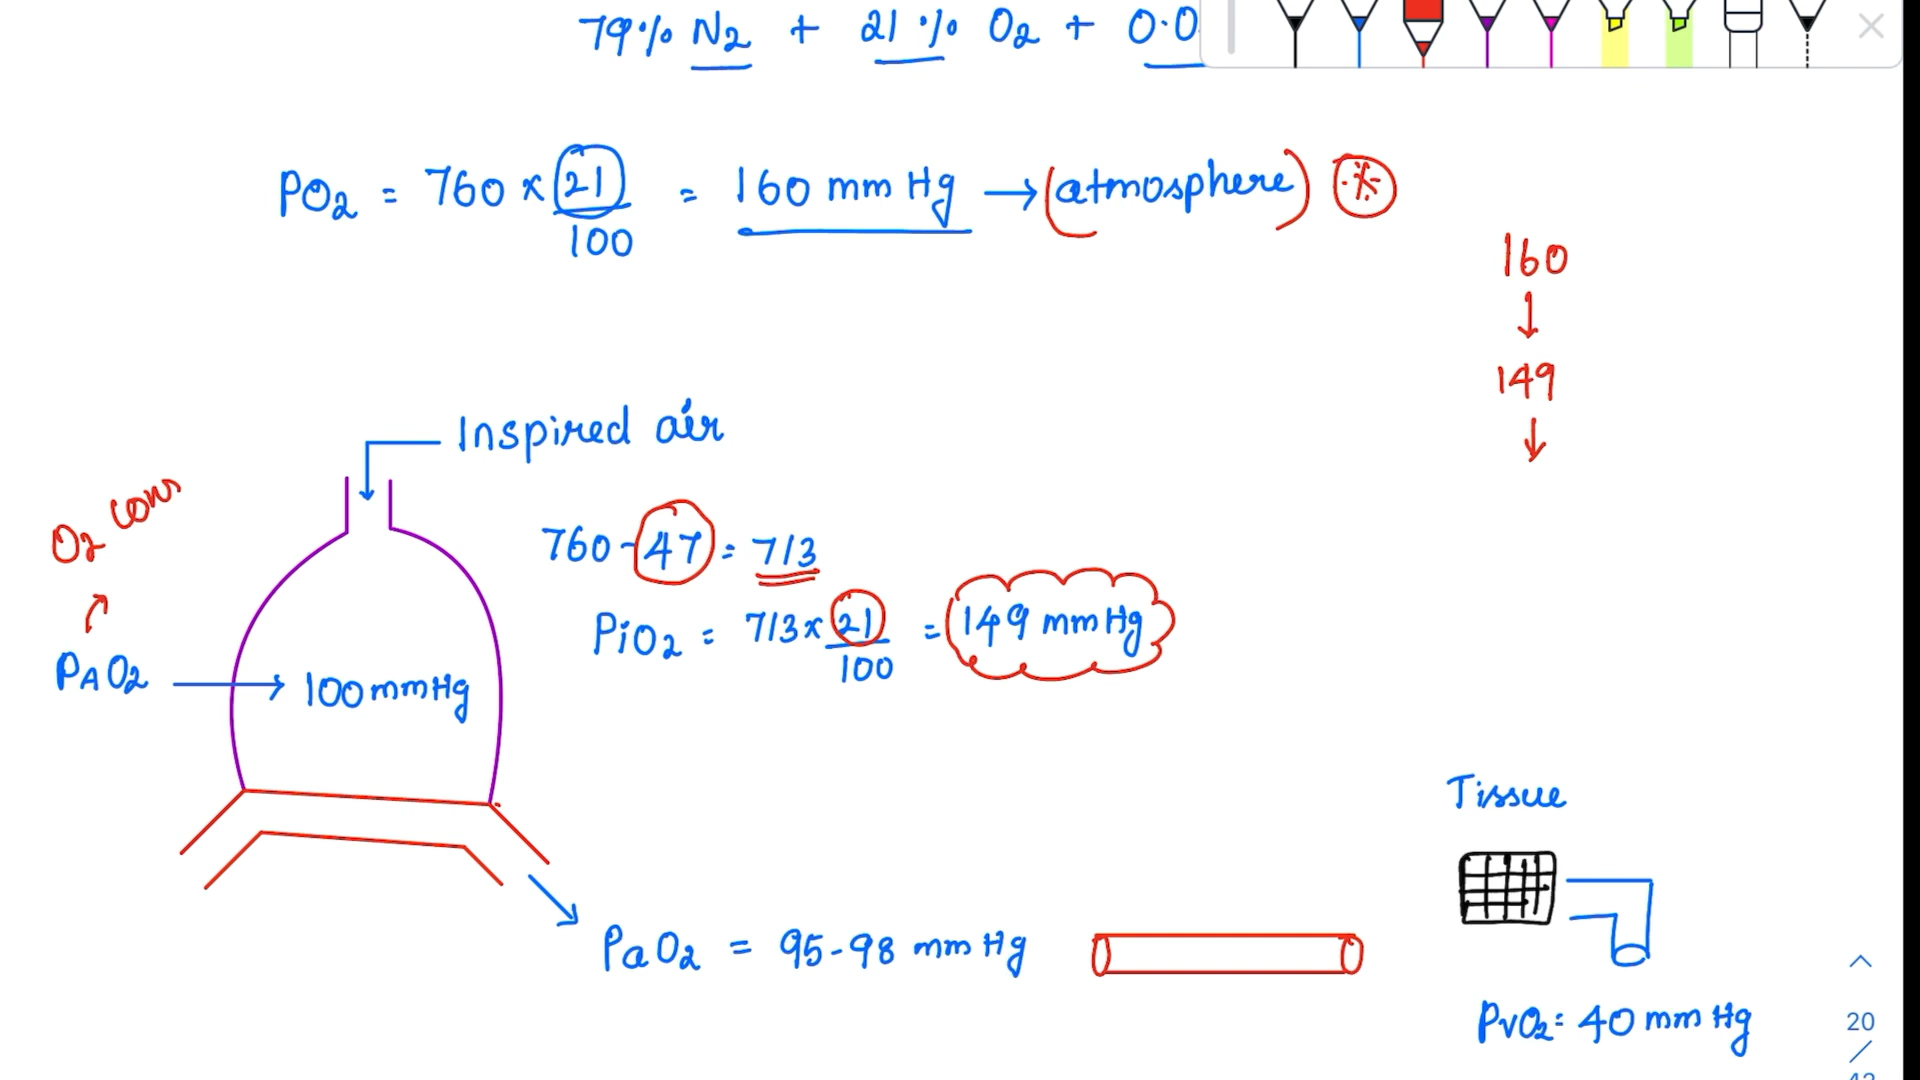 79% N₂ + 21% O₂ + 0.0
PO₂ = 760 × 21/100 = 160 mm Hg → (atmosphere) *
160
↓
149
↓
Inspired air
O₂ cons
760 - 47 = 713
PiO₂ = 713 × 21/100 = 149 mmHg
PAO₂ → 100 mmHg
Tissue
PaO₂ = 95-98 mm Hg
PvO₂ = 40 mm Hg
20
/